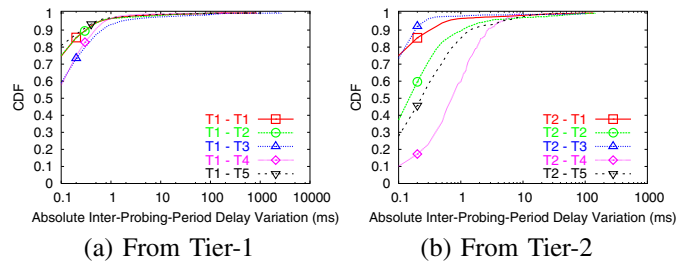 1
0.9
0.8
0.7
0.6
0.5
0.4
0.3
0.2
0.1
0
CDF
T1 - T1
T1 - T2
T1 - T3
T1 - T4
T1 - T5
0.1 1 10 100 1000 10000
Absolute Inter-Probing-Period Delay Variation (ms)
(a) From Tier-1
1
0.9
0.8
0.7
0.6
0.5
0.4
0.3
0.2
0.1
0
CDF
T2 - T1
T2 - T2
T2 - T3
T2 - T4
T2 - T5
0.1 1 10 100 1000
Absolute Inter-Probing-Period Delay Variation (ms)
(b) From Tier-2